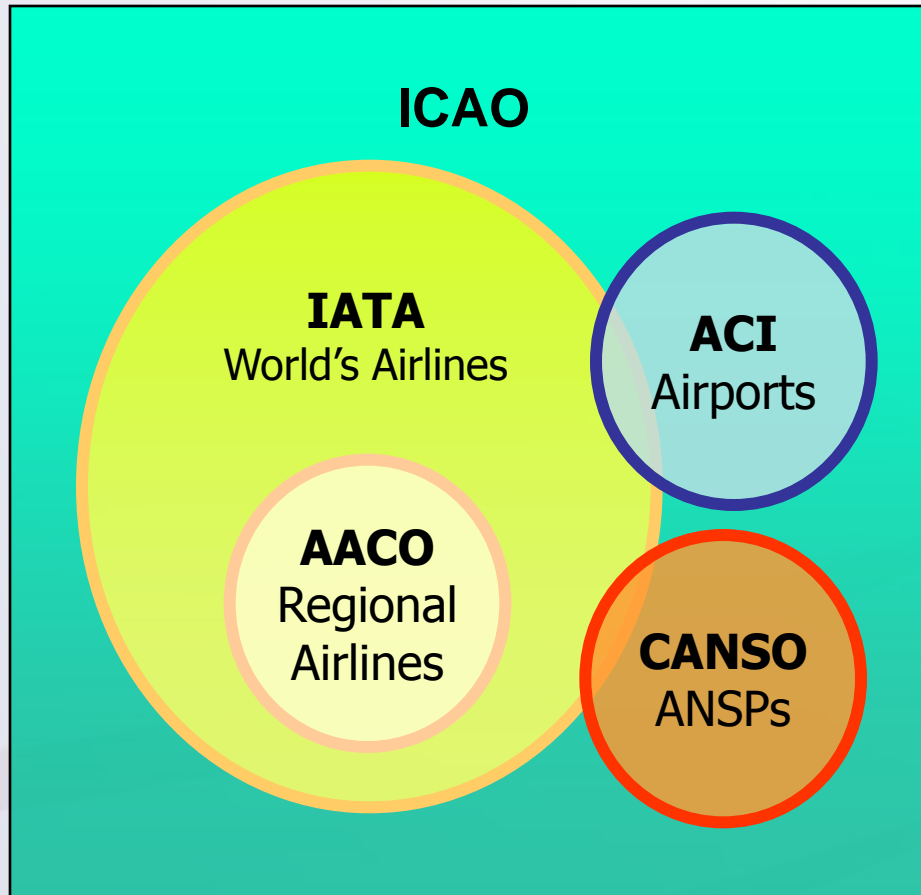 ICAO
IATA
World's Airlines
ACI
Airports
AACO
Regional
Airlines
CANSO
ANSPs